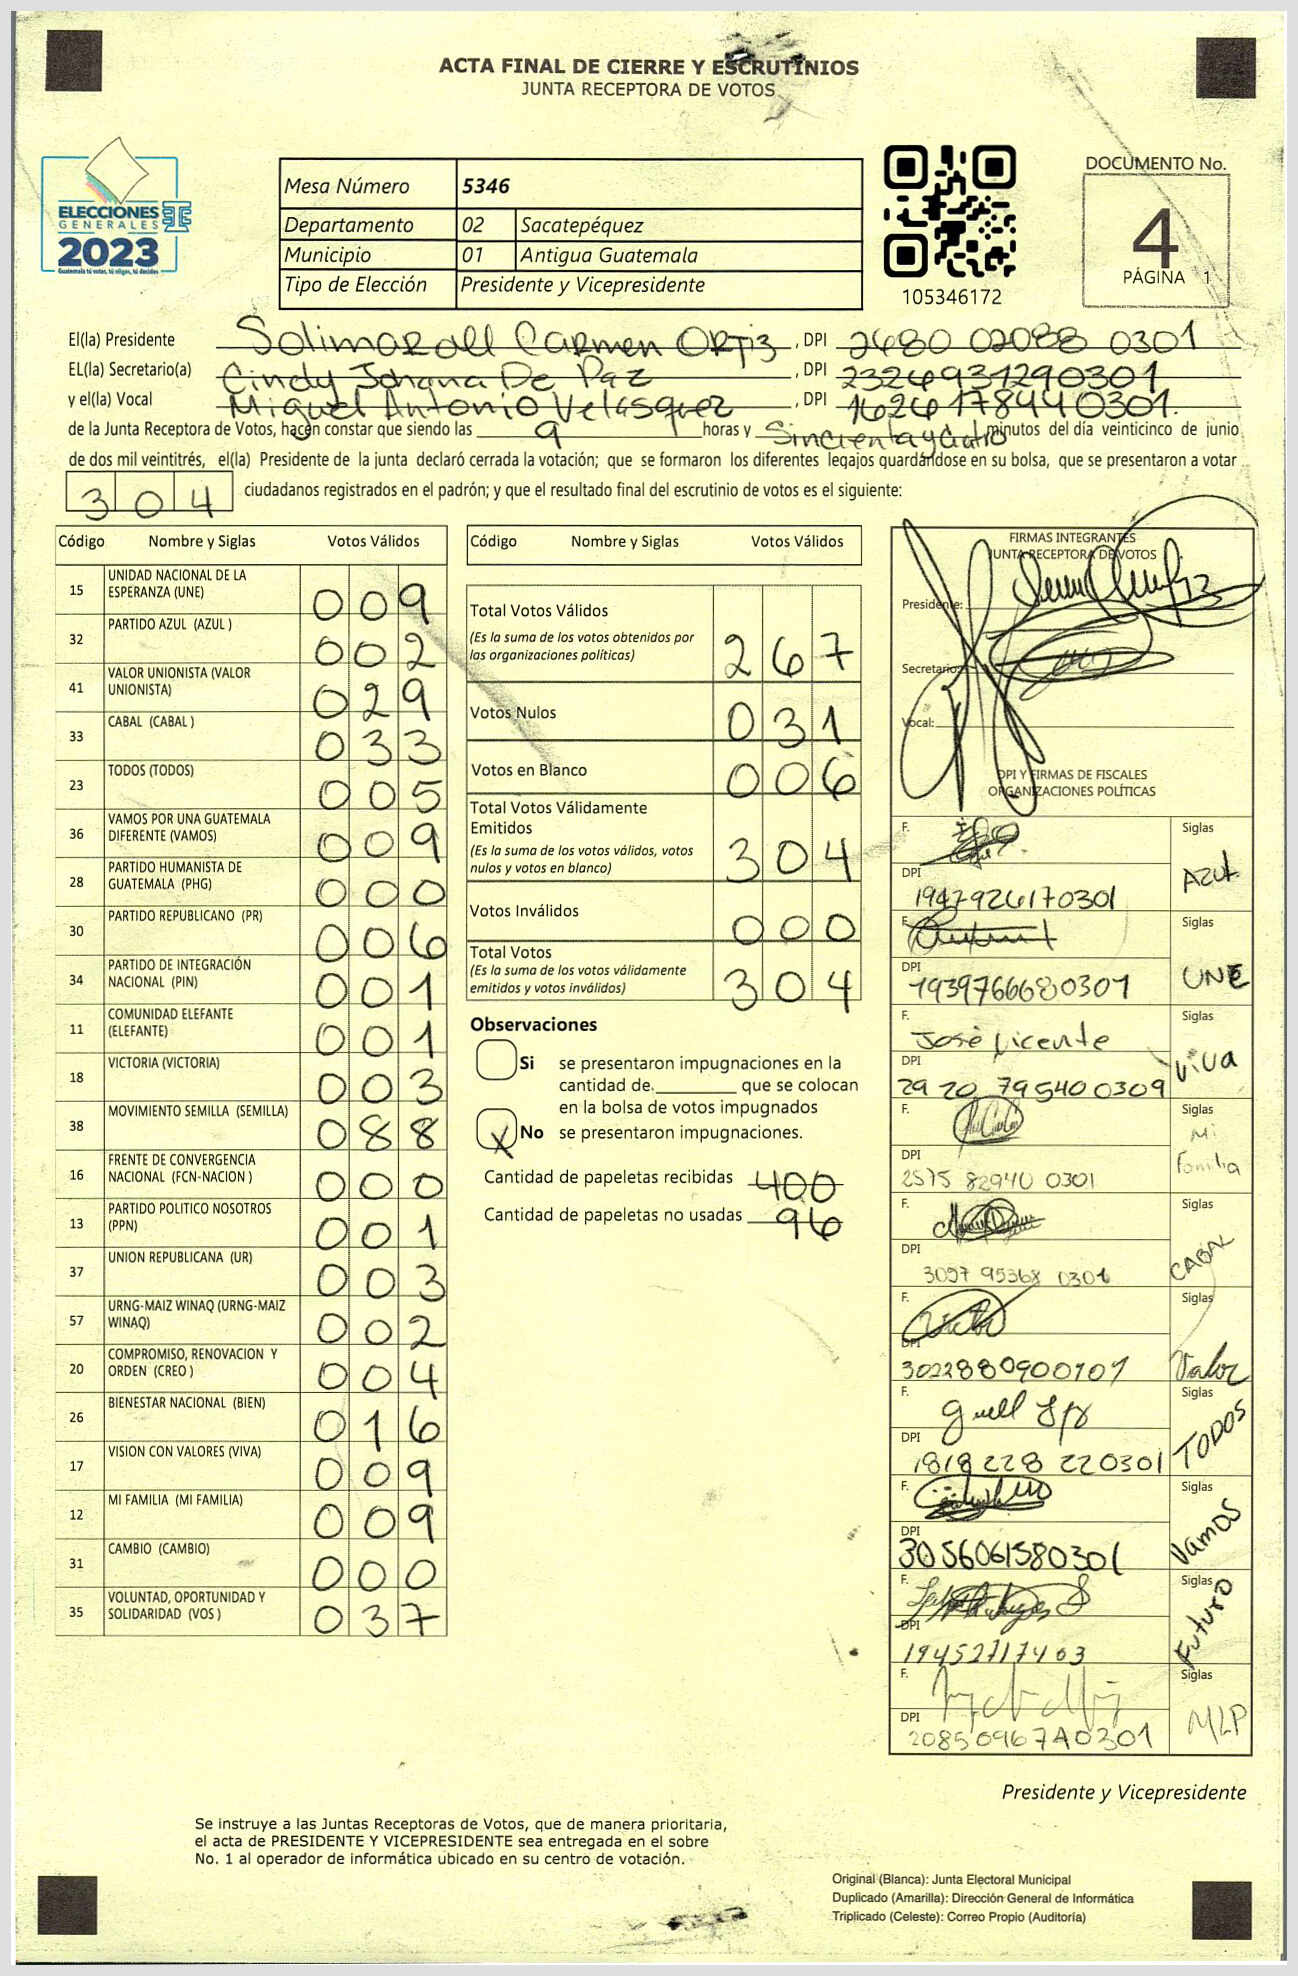 ACTA FINAL DE CIERRE Y ESCRUTINIOS
JUNTA RECEPTORA DE VOTOS
ELECCIONES
GENERALES
2023
Guatemala tú votas, tú eliges, tú decides
Mesa Número 5346
Departamento 02 Sacatepéquez
Municipio 01 Antigua Guatemala
Tipo de Elección Presidente y Vicepresidente
105346172
DOCUMENTO No.
4
PÁGINA 1
El(la) Presidente Carmen Ortiz, DPI 2480 02088 0301
EL(la) Secretario(a) Cindy Johana De Paz, DPI 2324931290301
y el(la) Vocal Miguel Antonio Velasquez, DPI 1624178440301.
de la Junta Receptora de Votos, hacen constar que siendo las 9 horas y Sincienta y Cuatro minutos del día veinticinco de junio
de dos mil veintitrés, el(la) Presidente de la junta declaró cerrada la votación; que se formaron los diferentes legajos quardándose en su bolsa, que se presentaron a votar
304 ciudadanos registrados en el padrón; y que el resultado final del escrutinio de votos es el siguiente:
Código Nombre y Siglas Votos Válidos
15 UNIDAD NACIONAL DE LA ESPERANZA (UNE) 009
32 PARTIDO AZUL (AZUL ) 002
41 VALOR UNIONISTA (VALOR UNIONISTA) 029
33 CABAL (CABAL ) 033
23 TODOS (TODOS) 005
36 VAMOS POR UNA GUATEMALA DIFERENTE (VAMOS) 009
28 PARTIDO HUMANISTA DE GUATEMALA (PHG) 000
30 PARTIDO REPUBLICANO (PR) 006
34 PARTIDO DE INTEGRACIÓN NACIONAL (PIN) 001
11 COMUNIDAD ELEFANTE (ELEFANTE) 001
18 VICTORIA (VICTORIA) 003
38 MOVIMIENTO SEMILLA (SEMILLA) 088
16 FRENTE DE CONVERGENCIA NACIONAL (FCN-NACION ) 000
13 PARTIDO POLITICO NOSOTROS (PPN) 001
37 UNION REPUBLICANA (UR) 003
57 URNG-MAIZ WINAQ (URNG-MAIZ WINAQ) 002
20 COMPROMISO, RENOVACION Y ORDEN (CREO ) 004
26 BIENESTAR NACIONAL (BIEN) 016
17 VISION CON VALORES (VIVA) 009
12 MI FAMILIA (MI FAMILIA) 009
31 CAMBIO (CAMBIO) 000
35 VOLUNTAD, OPORTUNIDAD Y SOLIDARIDAD (VOS ) 037
Código Nombre y Siglas Votos Válidos
Total Votos Válidos 267
(Es la suma de los votos obtenidos por
las organizaciones políticas)
Votos Nulos 031
Votos en Blanco 006
Total Votos Válidamente
Emitidos 304
(Es la suma de los votos válidos, votos
nulos y votos en blanco)
Votos Inválidos 000
Total Votos 304
(Es la suma de los votos válidamente
emitidos y votos inválidos)
Observaciones
Si se presentaron impugnaciones en la
cantidad de.________ que se colocan
en la bolsa de votos impugnados
X No se presentaron impugnaciones.
Cantidad de papeletas recibidas 400
Cantidad de papeletas no usadas 96
FIRMAS INTEGRANTES
JUNTA RECEPTORA DE VOTOS
Presidente:
Secretario:
Vocal:
DPI Y FIRMAS DE FISCALES
ORGANIZACIONES POLÍTICAS
F. Siglas
DPI 1947926170301 AZUL
F. Siglas
DPI 1939766680301 UNE
F. José Vicente Siglas
DPI 2920 795400309 Viva
F. Siglas
DPI 2575 82940 0301 Mi Familia
F. Siglas
DPI 3097 95368 0301 CABAL
F. Siglas
DPI 3022880900101 Valor
F. Siglas
DPI 1818 228 220301 TODOS
F. Siglas
DPI 3056061580301 Vamos
F. Siglas
DPI 19452717403 Futuro
F. Siglas
DPI 20850967A0301 MLP
Presidente y Vicepresidente
Se instruye a las Juntas Receptoras de Votos, que de manera prioritaria,
el acta de PRESIDENTE Y VICEPRESIDENTE sea entregada en el sobre
No. 1 al operador de informática ubicado en su centro de votación.
Original (Blanca): Junta Electoral Municipal
Duplicado (Amarilla): Dirección General de Informática
Triplicado (Celeste): Correo Propio (Auditoría)